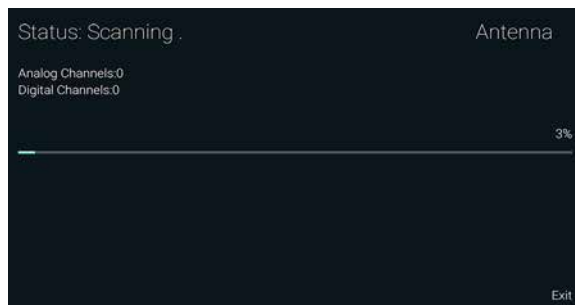 Status: Scanning .
Antenna
Analog Channels:0
Digital Channels:0
3%
Exit